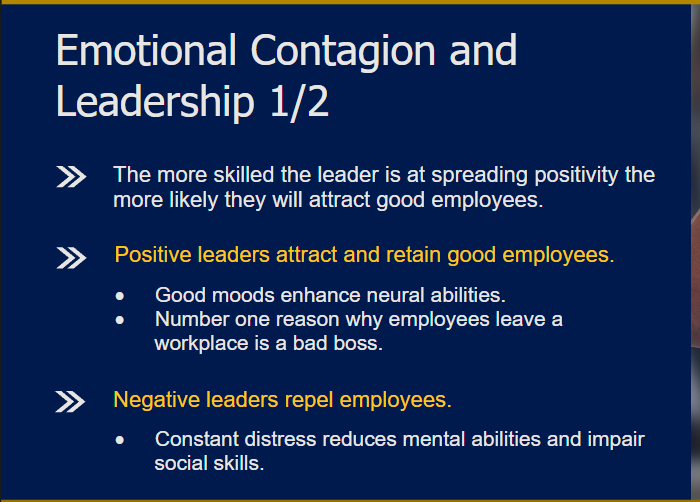 Emotional Contagion and
Leadership 1/2
The more skilled the leader is at spreading positivity the
more likely they will attract good employees.
Positive leaders attract and retain good employees.
• Good moods enhance neural abilities.
• Number one reason why employees leave a
workplace is a bad boss.
Negative leaders repel employees.
• Constant distress reduces mental abilities and impair
social skills.